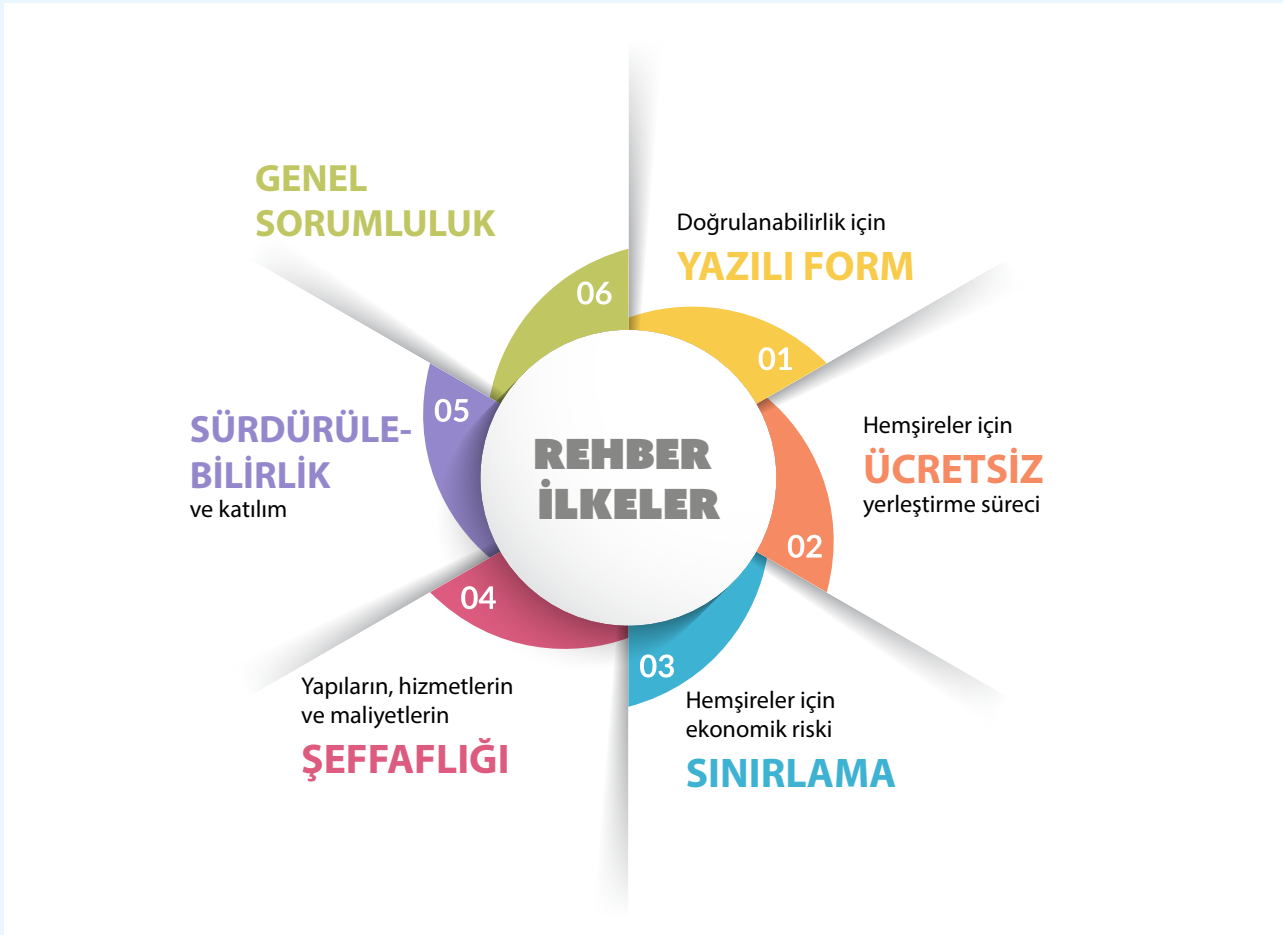 REHBER
İLKELER
Doğrulanabilirlik için
YAZILI FORM
01
Hemşireler için
ÜCRETSİZ
yerleştirme süreci
02
03
Hemşireler için
ekonomik riski
SINIRLAMA
04
Yapıların, hizmetlerin
ve maliyetlerin
ŞEFFAFLIĞI
05
SÜRDÜRÜLE-
BİLİRLİK
ve katılım
06
GENEL
SORUMLULUK